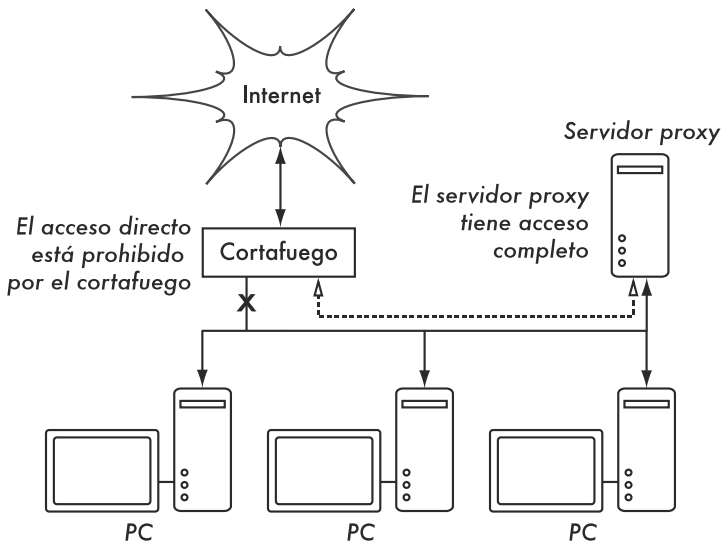 Internet
Servidor proxy
El servidor proxy
tiene acceso
completo
El acceso directo
está prohibido
por el cortafuego
Cortafuego
X
PC
PC
PC